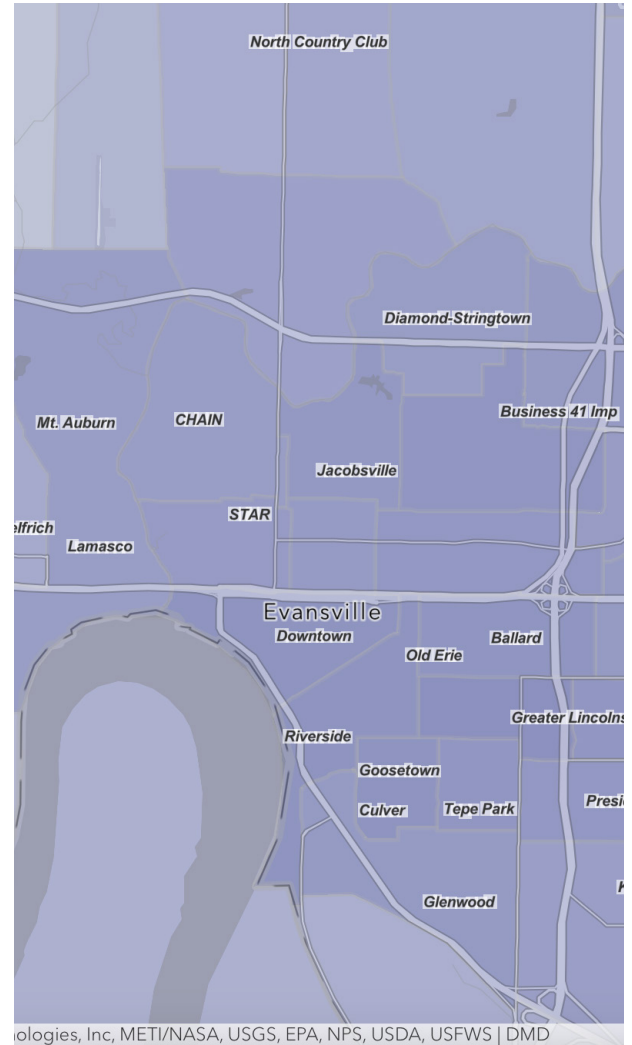 North Country Club
Diamond-Stringtown
Business 41 Imp
Mt. Auburn
CHAIN
Jacobsville
STAR
elfrich
Lamasco
Evansville
Downtown
Ballard
Old Erie
Greater Lincolns
Riverside
Goosetown
Culver
Tepe Park
Presi
K
Glenwood
ologies, Inc, METI/NASA, USGS, EPA, NPS, USDA, USFWS | DMD